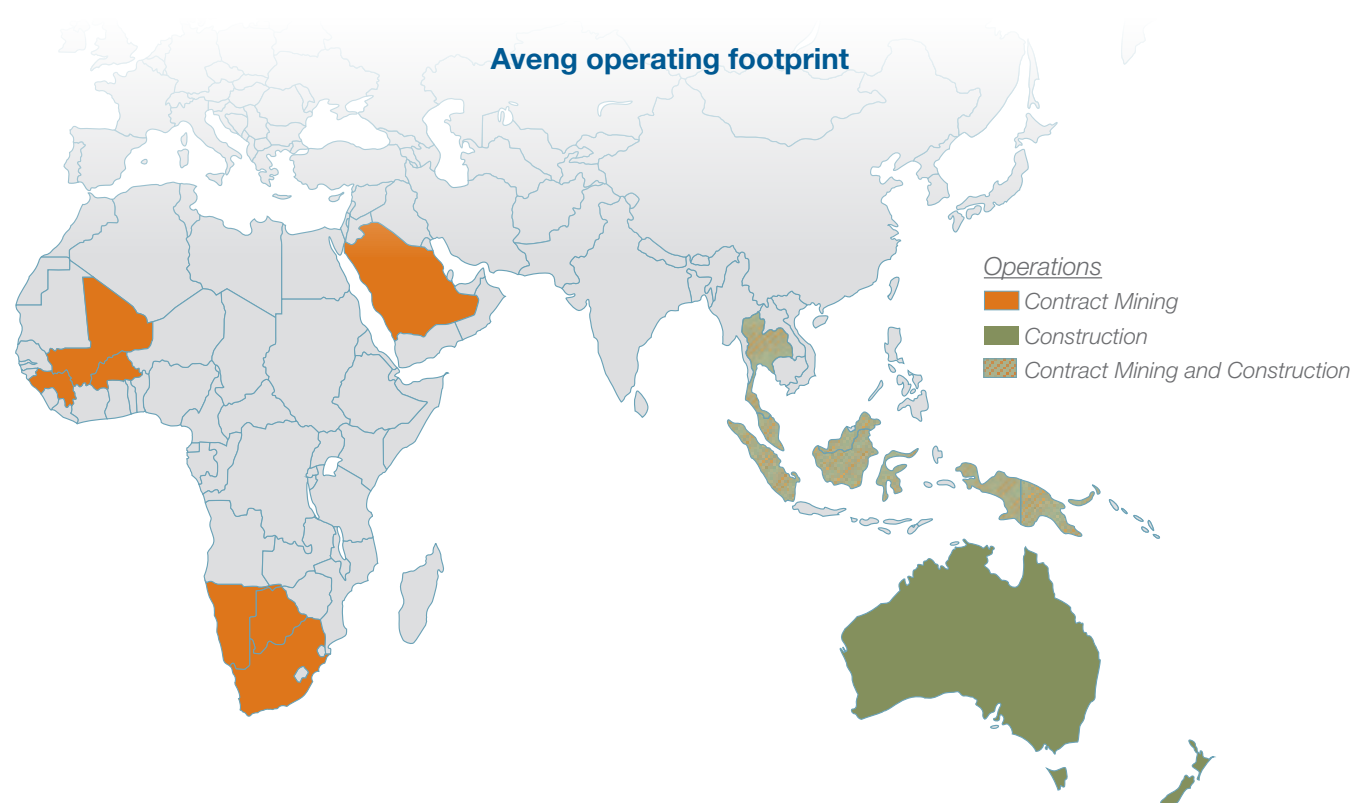 Aveng operating footprint
Operations
Contract Mining
Construction
Contract Mining and Construction